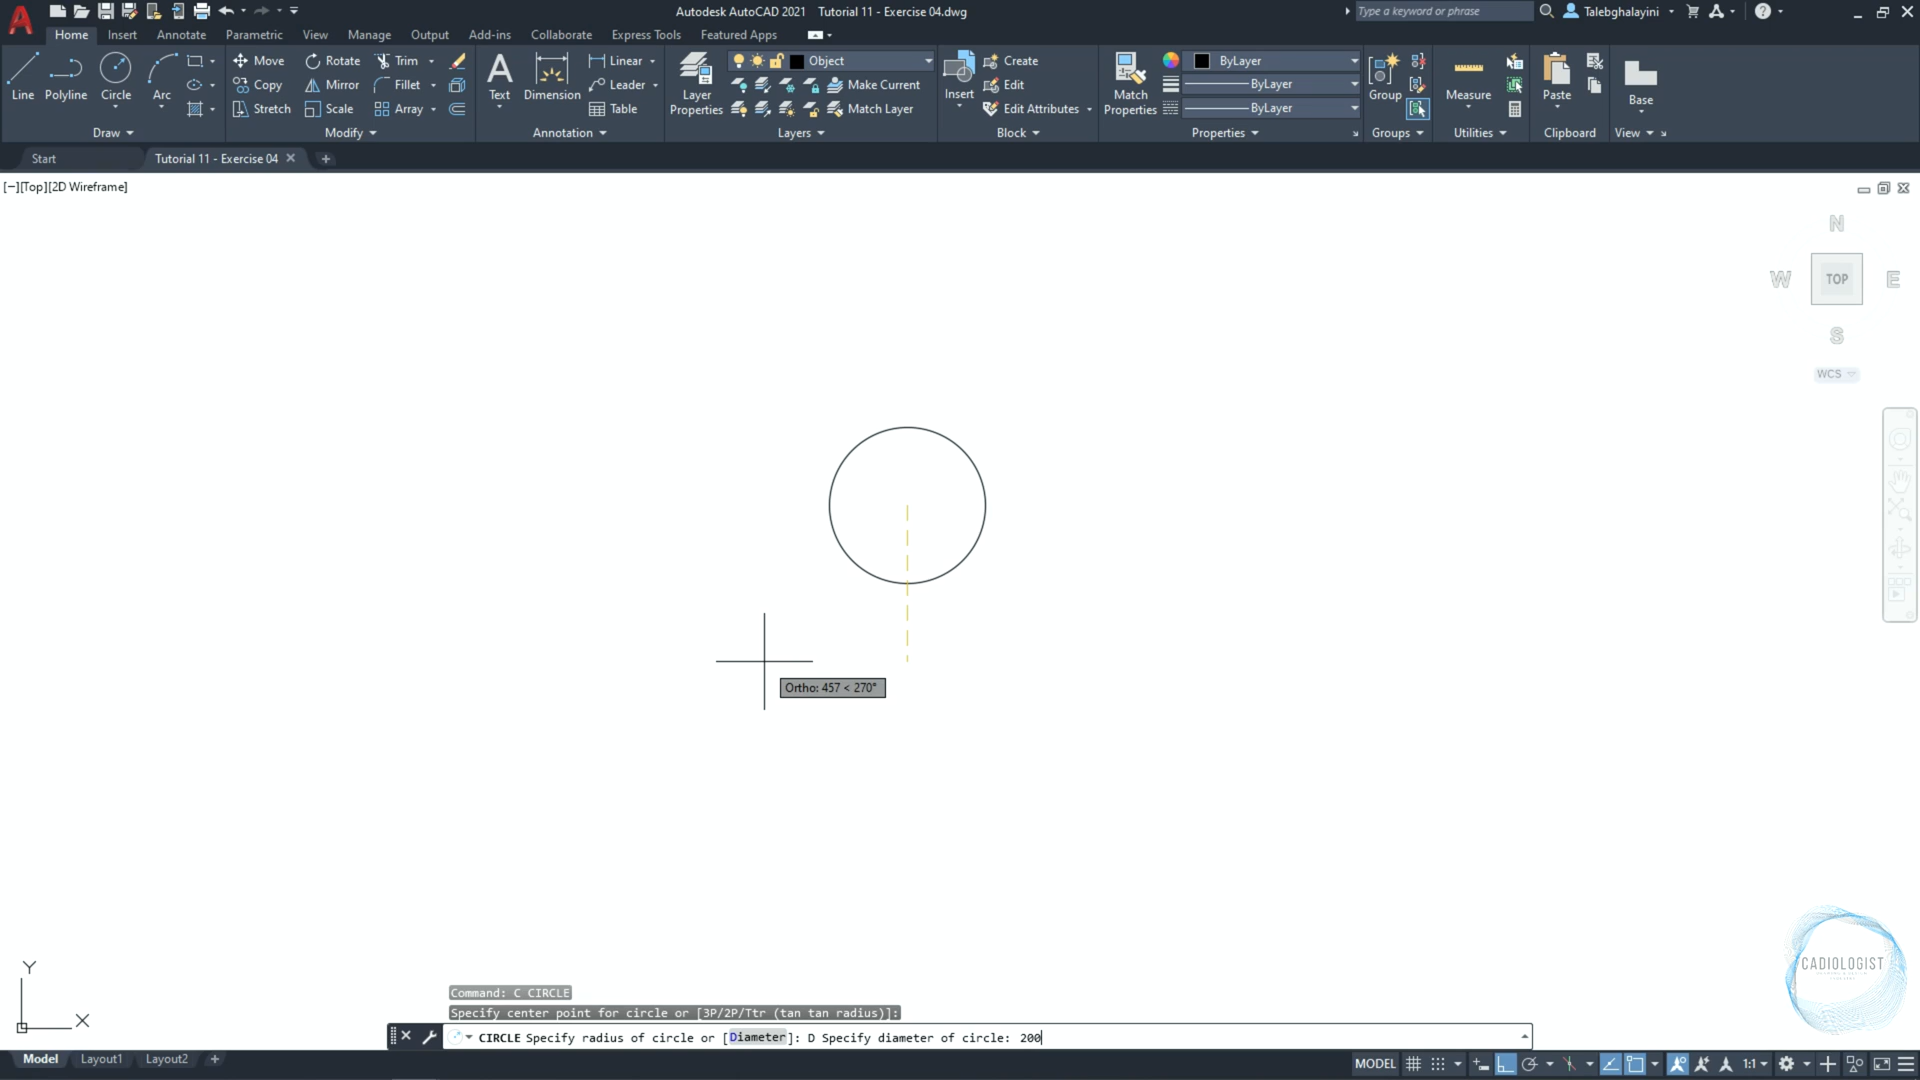 Autodesk AutoCAD 2021 Tutorial 11 - Exercise 04.dwg
Type a keyword or phrase
Talebghalayini
Home Insert Annotate Parametric View Manage Output Add-ins Collaborate Express Tools Featured Apps
Line Polyline Circle Arc
Draw
Move Rotate Trim
Copy Mirror Fillet
Stretch Scale Array
Modify
Text Dimension
Linear
Leader
Table
Annotation
Layer Properties
Object
Make Current
Match Layer
Layers
Insert
Create
Edit
Edit Attributes
Block
Match Properties
ByLayer
ByLayer
ByLayer
Properties
Group
Groups
Measure
Utilities
Paste
Clipboard
Base
View
Start Tutorial 11 - Exercise 04
[−][Top][2D Wireframe]
N
W TOP E
S
WCS
Ortho: 457 < 270°
Y
X
CADIOLOGIST
Command: C CIRCLE
Specify center point for circle or [3P/2P/Ttr (tan tan radius)]:
CIRCLE Specify radius of circle or [Diameter]: D Specify diameter of circle: 200
Model Layout1 Layout2
MODEL 1:1